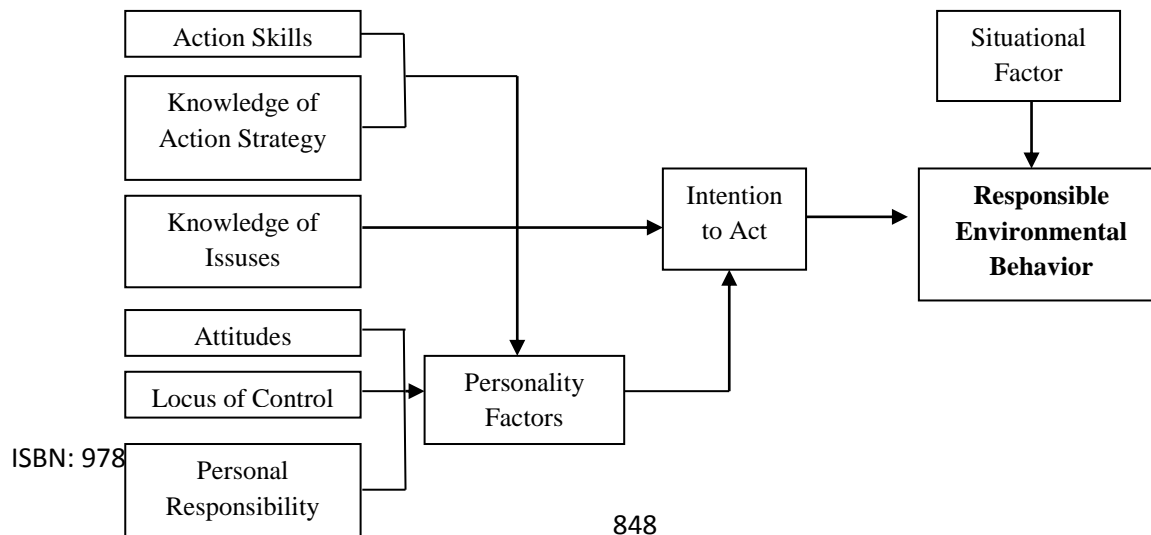 Action Skills
Knowledge of
Action Strategy
Knowledge of
Issuses
Attitudes
Locus of Control
Personal
Responsibility
Personality
Factors
Intention
to Act
Situational
Factor
Responsible
Environmental
Behavior
ISBN: 978
848